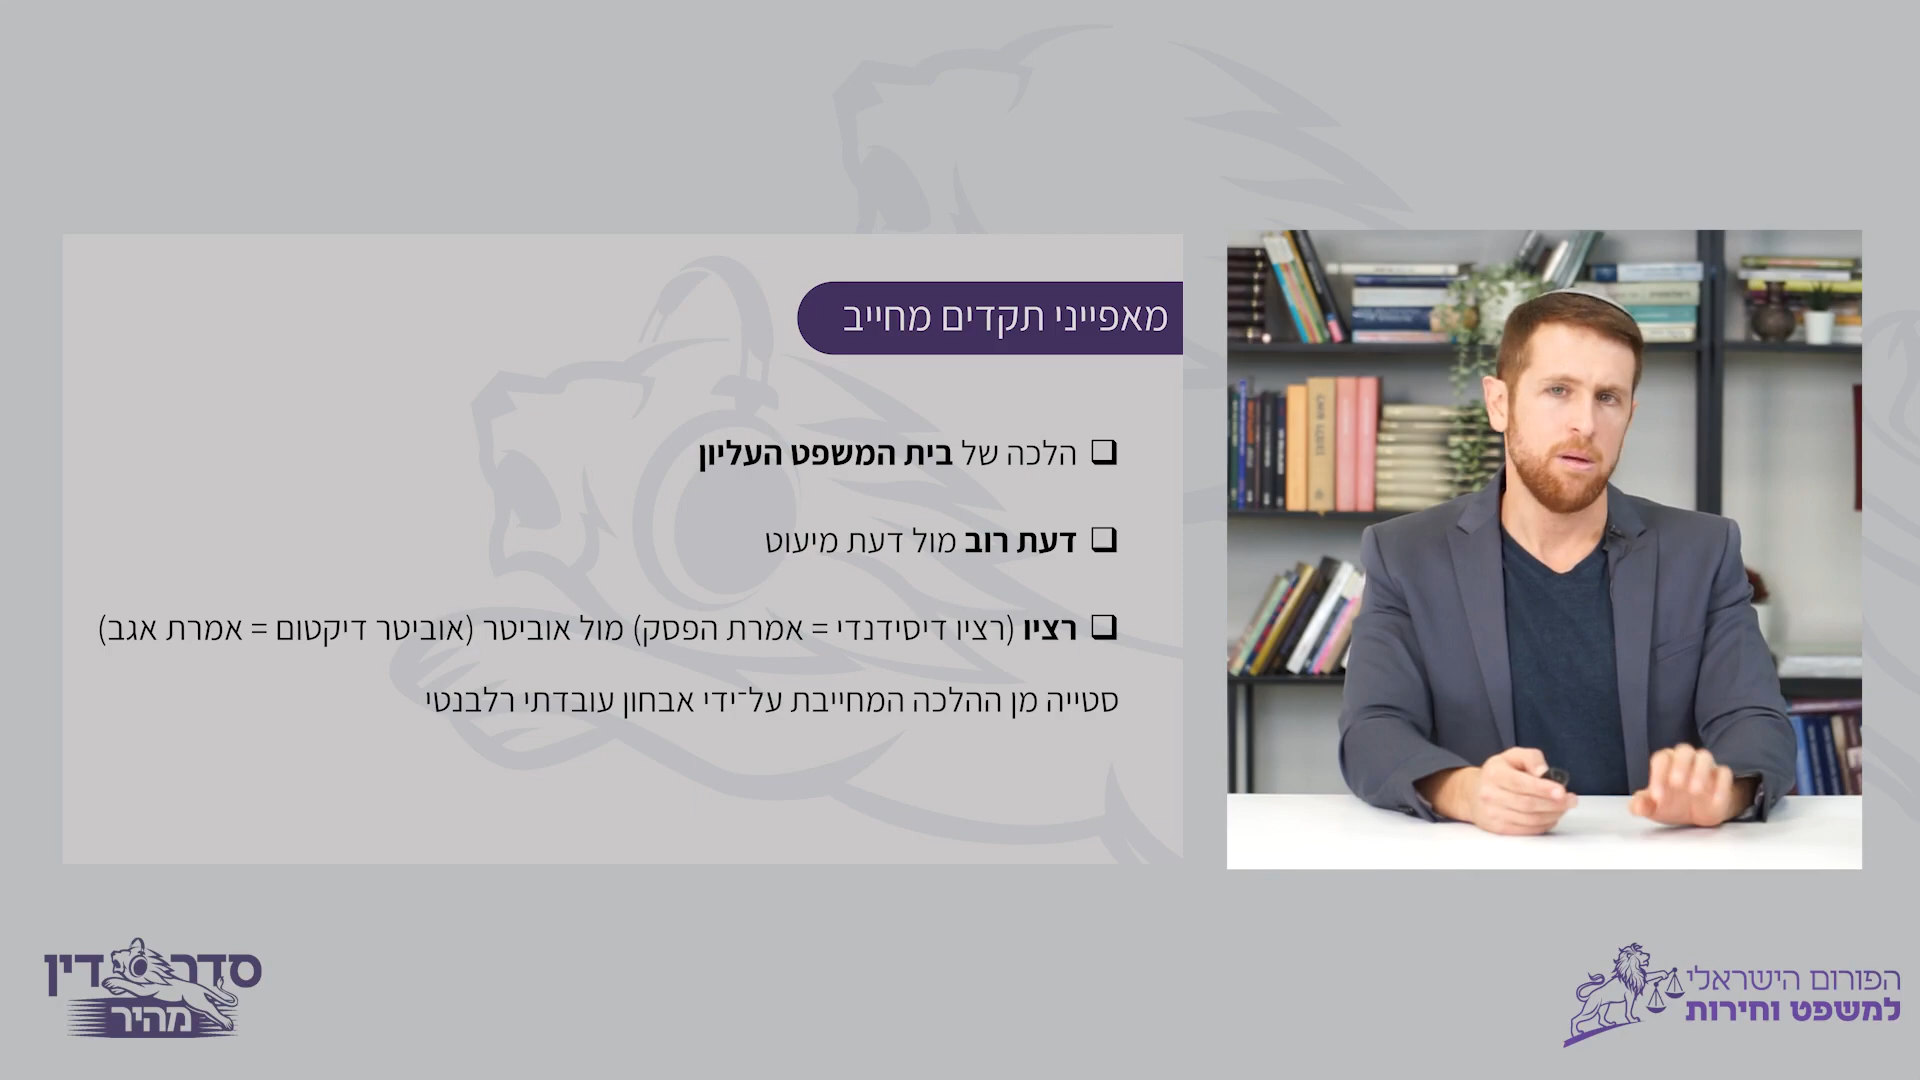 מאפייני תקדים מחייב
❑ הלכה של בית המשפט העליון
❑ דעת רוב מול דעת מיעוט
❑ רציו (רציו דיסידנדי = אמרת הפסק) מול אוביטר (אוביטר דיקטום = אמרת אגב)
סטייה מן ההלכה המחייבת על־ידי אבחון עובדתי רלבנטי
סדר דין
מהיר
הפורום הישראלי
למשפט וחירות